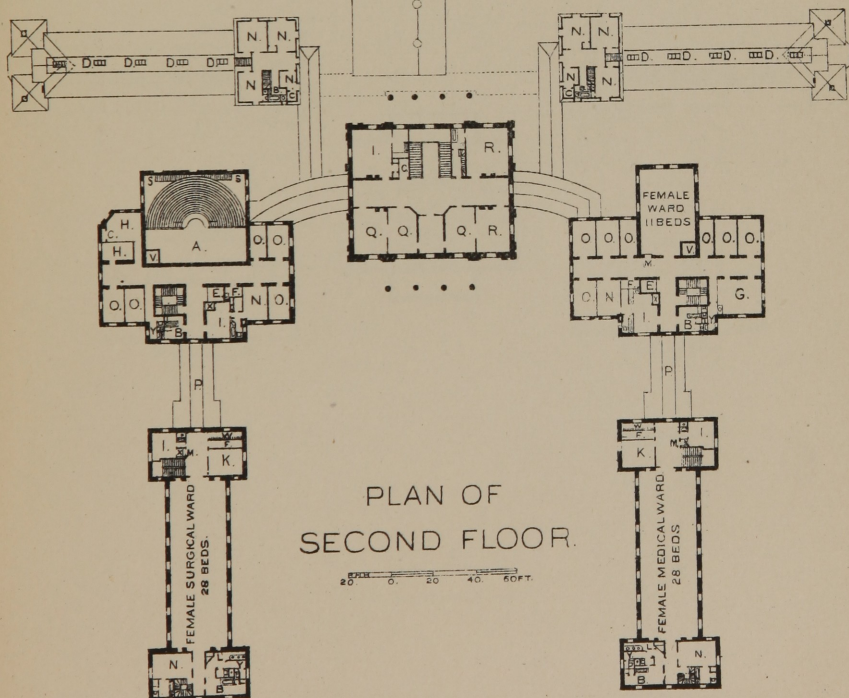 N. N.
N. N.
D. D. D. D.
B C
N. N.
N
C B
D. D. D. D.
I. C. R.
Q. Q. Q. R.
S S
H.
C.
H.
A.
V
O. O.
O. O.
E F
N O.
X I.
Y B
FEMALE
WARD
11 BEDS
V
O. O. O.
O. O. O.
M.
N F E
G.
I.
B Y
P
P
I. M. F
K.
FEMALE SURGICAL WARD
28 BEDS.
N. L Y
B
F M. I.
K
FEMALE MEDICAL WARD
28 BEDS
L
Y N.
B
PLAN OF
SECOND FLOOR.
20. 0. 20 40. 60FT.